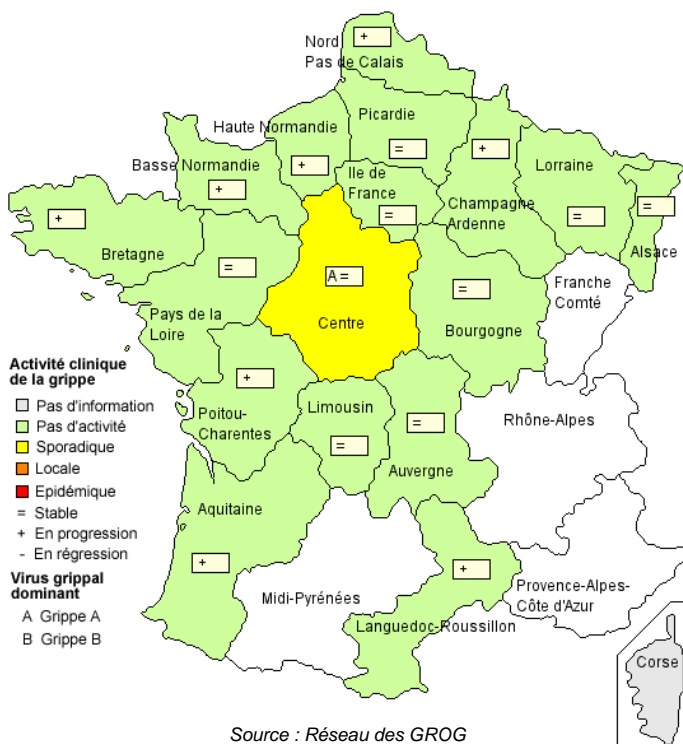 Nord
Pas de Calais
+
Picardie
=
Haute Normandie
+
+
Lorraine
=
Basse Normandie
+
Ile de
France
=
Champagne
Ardenne
=
Alsace
+
Bretagne
=
Pays de la
Loire
A =
Centre
=
Bourgogne
Franche
Comté
Activité clinique
de la grippe
Pas d'information
Pas d'activité
Sporadique
Locale
Epidémique
= Stable
+ En progression
- En régression
Virus grippal
dominant
A Grippe A
B Grippe B
+
Poitou-
Charentes
Limousin
=
=
Auvergne
Rhône-Alpes
Aquitaine
+
Midi-Pyrénées
+
Languedoc-Roussillon
Provence-Alpes-
Côte d'Azur
Corse
Source : Réseau des GROG